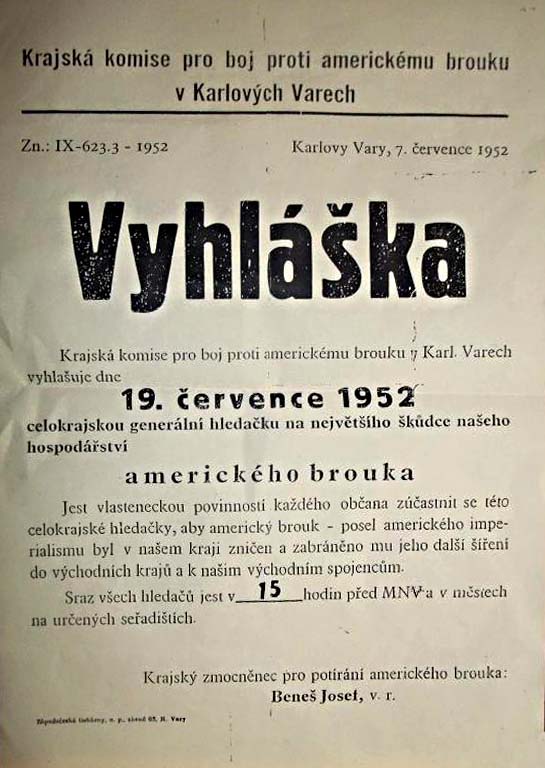 Krajská komise pro boj proti americkému brouku
v Karlových Varech
Zn.: IX-623.3 - 1952
Karlovy Vary, 7. července 1952
Vyhláška
Krajská komise pro boj proti americkému brouku v Karl. Varech
vyhlašuje dne
19. července 1952
celokrajskou generální hledačku na největšího škůdce našeho
hospodářství
amerického brouka
Jest vlasteneckou povinností každého občana zúčastnit se této
celokrajské hledačky, aby americký brouk - posel amerického impe-
rialismu byl v našem kraji zničen a zabráněno mu jeho další šíření
do východních krajů a k našim východním spojencům.
Sraz všech hledačů jest v 15 hodin před MNV a v městech
na určených seřadištích.
Krajský zmocněnec pro potírání amerického brouka:
Beneš Josef, v. r.
Západočeské tiskárny, n. p., závod 05, K. Vary